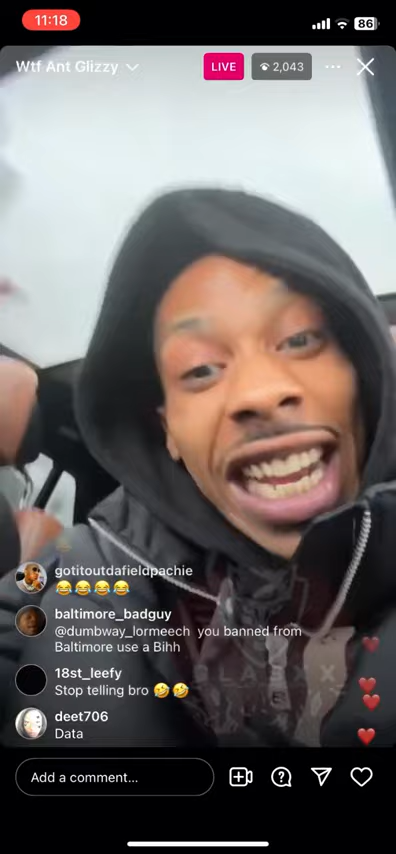 11:18
86
Wtf Ant Glizzy
LIVE
2,043
gotitoutdafieldpachie
😂😂😂😂
baltimore_badguy
@dumbway_lormeech you banned from
Baltimore use a Bihh
18st_leefy
Stop telling bro 🤣🤣
deet706
Data
Add a comment...